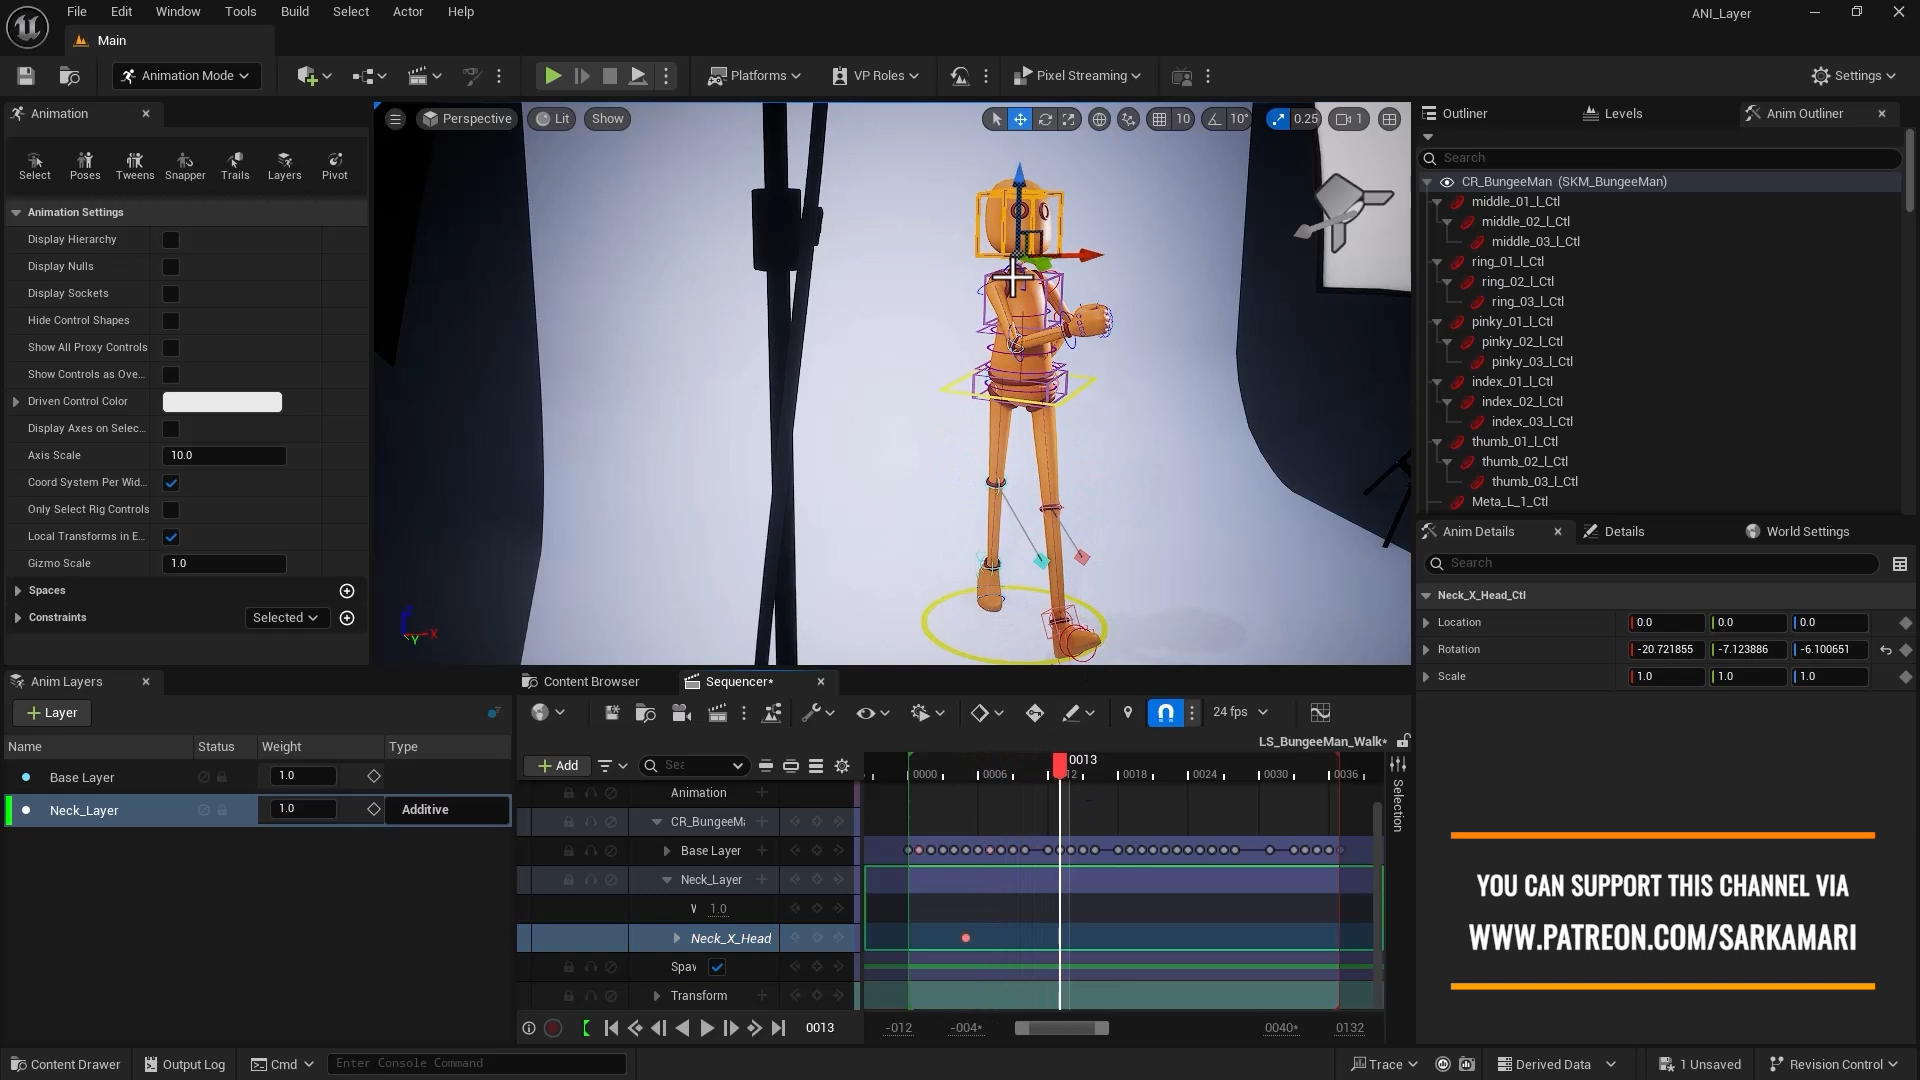 File Edit Window Tools Build Select Actor Help
ANI_Layer
Main
Animation Mode
Platforms
VP Roles
Pixel Streaming
Settings
Animation
Select Poses Tweens Snapper Trails Layers Pivot
Animation Settings
Display Hierarchy
Display Nulls
Display Sockets
Hide Control Shapes
Show All Proxy Controls
Show Controls as Ove...
Driven Control Color
Display Axes on Selec...
Axis Scale 10.0
Coord System Per Wid...
Only Select Rig Controls
Local Transforms in E...
Gizmo Scale 1.0
Spaces
Constraints Selected
Perspective Lit Show
10 10° 0.25 1
X
Y
Outliner Levels Anim Outliner
Search
CR_BungeeMan (SKM_BungeeMan)
middle_01_l_Ctl
middle_02_l_Ctl
middle_03_l_Ctl
ring_01_l_Ctl
ring_02_l_Ctl
ring_03_l_Ctl
pinky_01_l_Ctl
pinky_02_l_Ctl
pinky_03_l_Ctl
index_01_l_Ctl
index_02_l_Ctl
index_03_l_Ctl
thumb_01_l_Ctl
thumb_02_l_Ctl
thumb_03_l_Ctl
Meta_L_1_Ctl
Anim Details Details World Settings
Search
Neck_X_Head_Ctl
Location 0.0 0.0 0.0
Rotation -20.721855 -7.123886 -6.100651
Scale 1.0 1.0 1.0
Anim Layers
Layer
Name Status Weight Type
Base Layer 1.0
Neck_Layer 1.0 Additive
Content Browser Sequencer*
24 fps
LS_BungeeMan_Walk*
Add
0013
0000 0006 12 0018 0024 0030 0036
Animation
CR_BungeeMa
Base Layer
Neck_Layer
1.0
Neck_X_Head
Spav
Transform
Selection
0013 -012 -004* 0040* 0132
YOU CAN SUPPORT THIS CHANNEL VIA
WWW.PATREON.COM/SARKAMARI
Content Drawer Output Log Cmd Enter Console Command
Trace Derived Data 1 Unsaved Revision Control